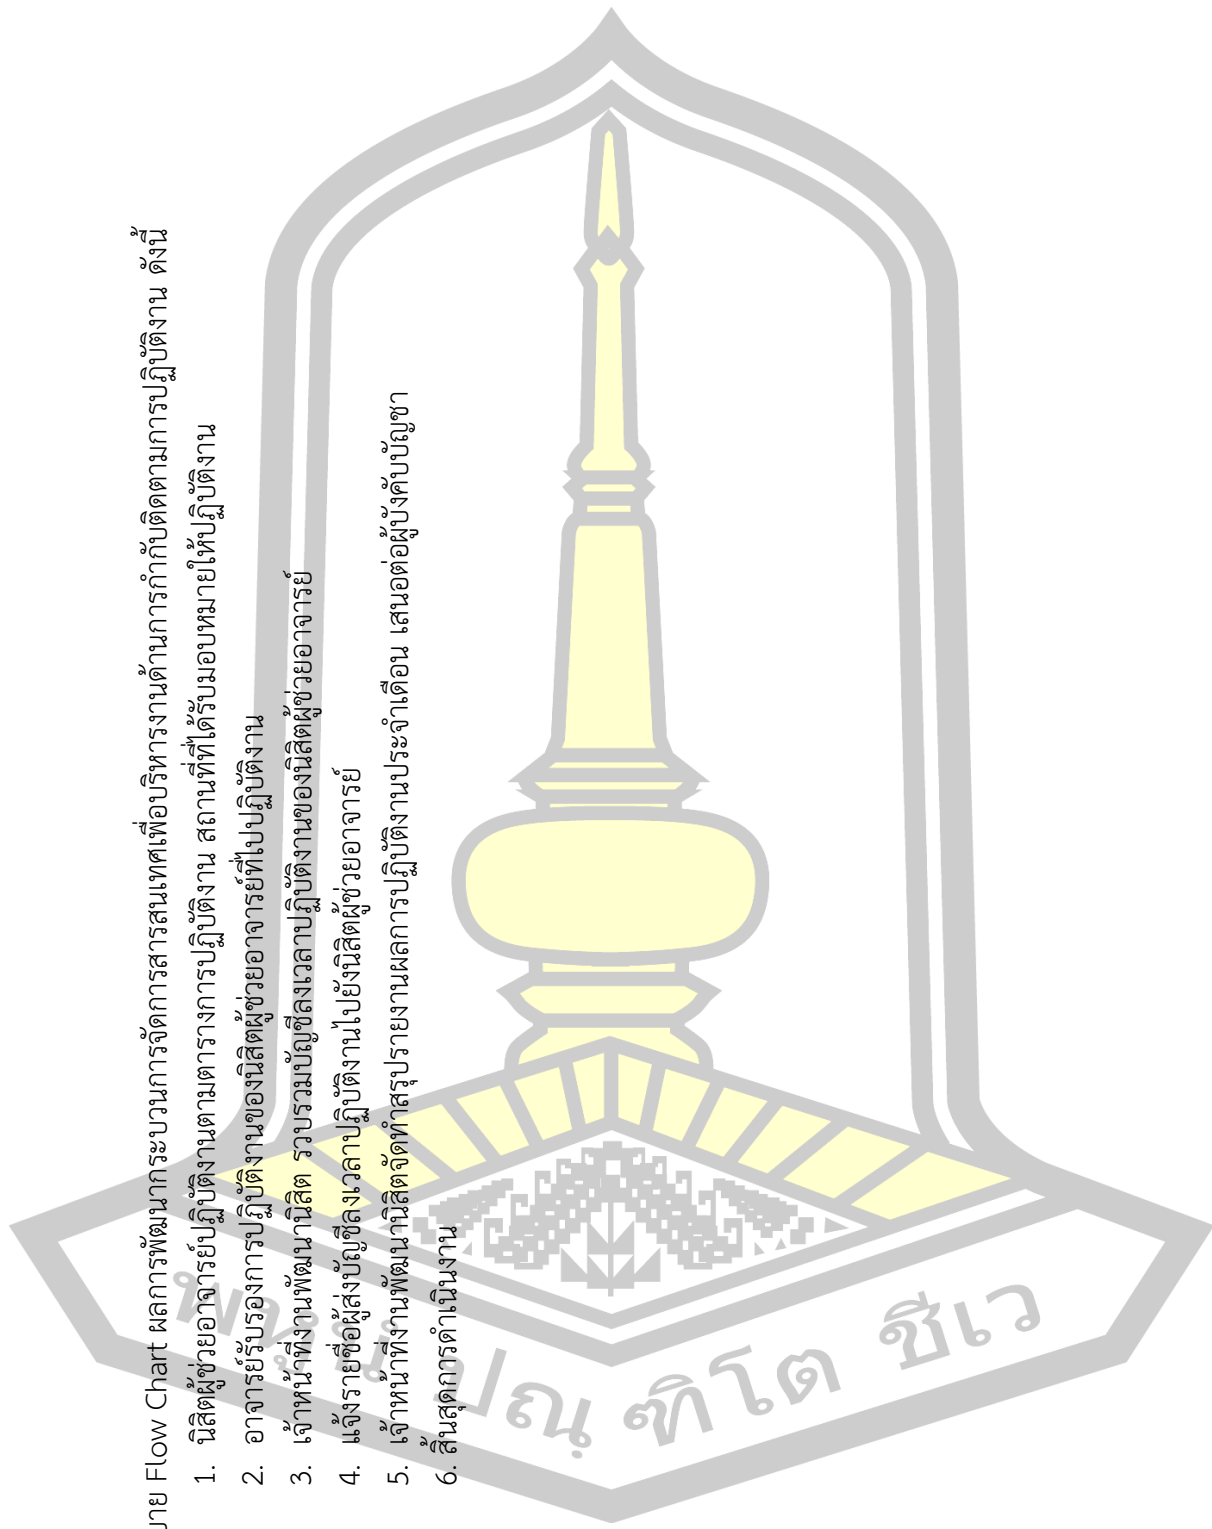 บาย Flow Chart ผลการพัฒนากระบวนการจัดการสารสนเทศเพื่อบริหารงานด้านการกำกับติดตามการปฏิบัติงาน ดังนี้
1. นิสิตผู้ช่วยอาจารย์ปฏิบัติงานตามตารางการปฏิบัติงาน สถานที่ที่ได้รับมอบหมายให้ปฏิบัติงาน
2. อาจารย์รับรองการปฏิบัติงานของนิสิตผู้ช่วยอาจารย์ที่ไปปฏิบัติงาน
3. เจ้าหน้าที่งานพัฒนานิสิต รวบรวมบัญชีลงเวลาปฏิบัติงานของนิสิตผู้ช่วยอาจารย์
4. แจ้งรายชื่อผู้ส่งบัญชีลงเวลาปฏิบัติงานไปยังนิสิตผู้ช่วยอาจารย์
5. เจ้าหน้าที่งานพัฒนานิสิตจัดทำสรุปรายงานผลการปฏิบัติงานประจำเดือน เสนอต่อผู้บังคับบัญชา
6. สิ้นสุดการดำเนินงาน
พหูนํ ปณฺฑิโต ชีเว